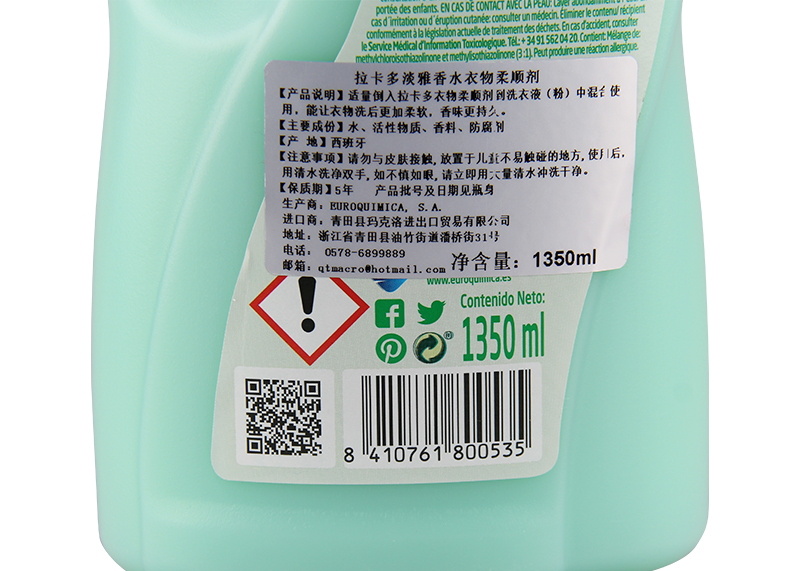 portée des enfants. EN CAS DE CONTACT AVEC LA PEAU: Laver abondamment à l'eau
cas d'irritation ou d'éruption cutanée: consulter un médecin. Éliminer le contenu/ récipient
conformément à la législation actuelle de traitement des déchets. En cas d'accident, consulter
le Service Médical d'Information Toxicologique. Tél.: + 34 91 562 04 20. Contient: Mélange de:
methylchloroisothiazolinone et methylisothiazolinone (3:1). Peut produire une réaction allergique.
拉卡多淡雅香水衣物柔顺剂
【产品说明】适量倒入拉卡多衣物柔顺剂到洗衣液（粉）中混合使
用，能让衣物洗后更加柔软，香味更持久。
【主要成份】水、活性物质、香料、防腐剂
【产 地】西班牙
【注意事项】请勿与皮肤接触,放置于儿童不易触碰的地方,使用后,
用清水洗净双手,如不慎如眼,请立即用大量清水冲洗干净。
【保质期】5年 产品批号及日期见瓶身
生产商：EUROQUIMICA, S.A.
进口商：青田县玛克洛进出口贸易有限公司
地址：浙江省青田县油竹街道潘桥街31号
电话： 0578-6899889
邮箱：qtmacro@hotmail.com 净含量：1350ml
www.euroquimica.es
Contenido Neto:
1350 ml
8 410761 800535